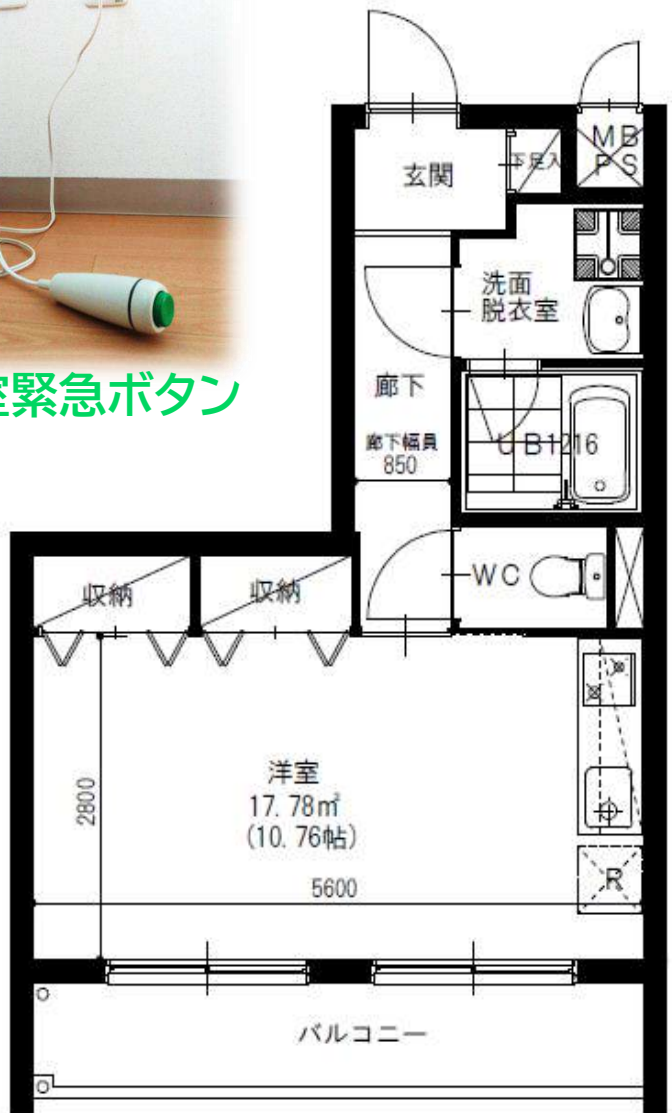 室緊急ボタン
玄関
下足入
MB
PS
洗面
脱衣室
廊下
廊下幅員
850
UB1216
WC
収納
収納
洋室
17.78㎡
(10.76帖)
2800
5600
R
バルコニー